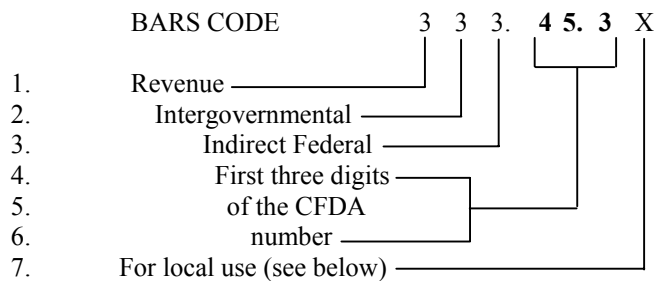 BARS CODE 3 3 3. 4 5. 3 X
1. Revenue
2. Intergovernmental
3. Indirect Federal
4. First three digits
5. of the CFDA
6. number
7. For local use (see below)